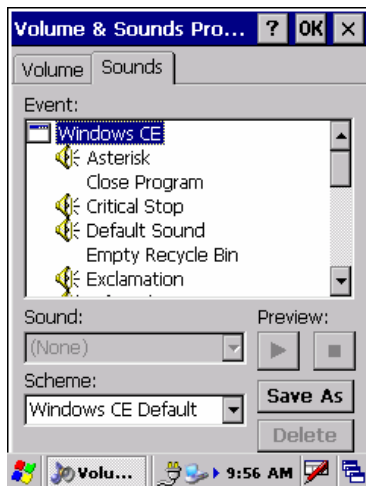 Volume & Sounds Pro... ? OK ×
Volume Sounds
Event:
Windows CE
Asterisk
Close Program
Critical Stop
Default Sound
Empty Recycle Bin
Exclamation
Sound: Preview:
(None)
Scheme:
Windows CE Default
Save As
Delete
Volu... 9:56 AM